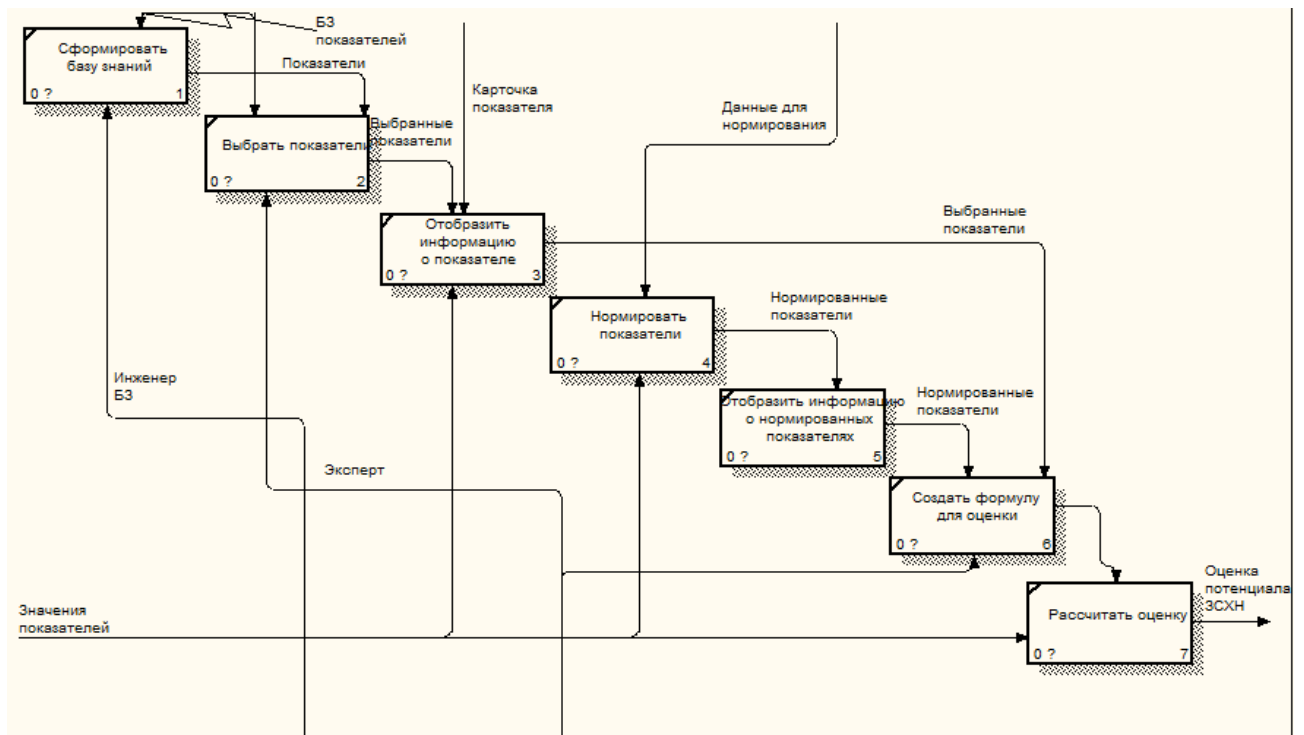 БЗ
показателей
Сформировать
базу знаний
0 ?
1
Показатели
Карточка
показателя
Данные для
нормирования
Выбранные
показатели
Выбрать показатели
0 ?
2
Отобразить
информацию
о показателе
0 ?
3
Выбранные
показатели
Нормировать
показатели
0 ?
4
Нормированные
показатели
Инженер
БЗ
Отобразить информацию
о нормированных
показателях
0 ?
5
Нормированные
показатели
Эксперт
Создать формулу
для оценки
0 ?
6
Значения
показателей
Рассчитать оценку
0 ?
7
Оценка
потенциала
ЗСХН